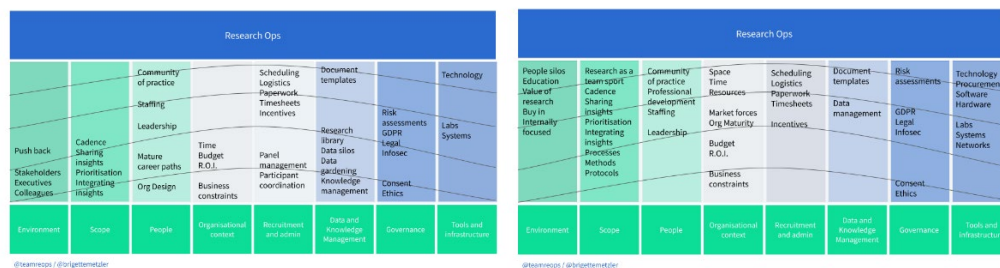 Research Ops
Push back
Stakeholders
Executives
Colleagues
Cadence
Sharing
insights
Prioritisation
Integrating
insights
Community
of practice
Staffing
Leadership
Mature
career paths
Org Design
Time
Budget
R.O.I.
Business
constraints
Scheduling
Logistics
Paperwork
Timesheets
Incentives
Panel
management
Participant
coordination
Document
templates
Research
library
Data silos
Data
gardening
Knowledge
management
Risk
assessments
GDPR
Legal
Infosec
Consent
Ethics
Technology
Labs
Systems
Environment
Scope
People
Organisational
context
Recruitment
and admin
Data and
Knowledge
Management
Governance
Tools and
infrastructure
@teamreops / @brigettemetzler
Research Ops
People silos
Education
Value of
research
Buy in
Internally
focused
Research as a
team sport
Cadence
Sharing
insights
Prioritisation
Integrating
insights
Processes
Methods
Protocols
Community
of practice
Professional
development
Staffing
Leadership
Space
Time
Resources
Market forces
Org Maturity
Budget
R.O.I.
Business
constraints
Scheduling
Logistics
Paperwork
Timesheets
Incentives
Document
templates
Data
management
Risk
assessments
GDPR
Legal
Infosec
Consent
Ethics
Technology
Procurement
Software
Hardware
Labs
Systems
Networks
Environment
Scope
People
Organisational
context
Recruitment
and admin
Data and
Knowledge
Management
Governance
Tools and
infrastructure
@teamreops / @brigettemetzler